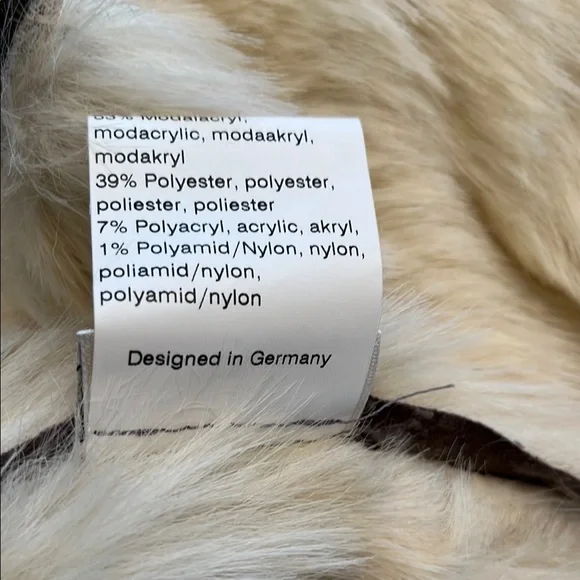 modacrylic, modaakryl,
modakryl
39% Polyester, polyester,
poliester, poliester
7% Polyacryl, acrylic, akryl,
1% Polyamid/Nylon, nylon,
poliamid/nylon,
polyamid/nylon
Designed in Germany